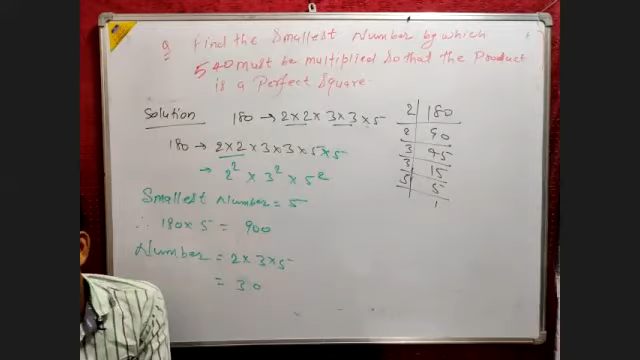 Q Find the Smallest Number by which
540 must be multiplied so that the Product
is a Perfect Square.
Solution 180 → 2×2×3×3×5
180 → 2×2×3×3×5×5
→ 2² × 3² × 5²
Smallest Number = 5
∴ 180×5 = 900
Number = 2×3×5
= 30
2 | 180
2 | 90
3 | 45
3 | 15
5 | 5
1